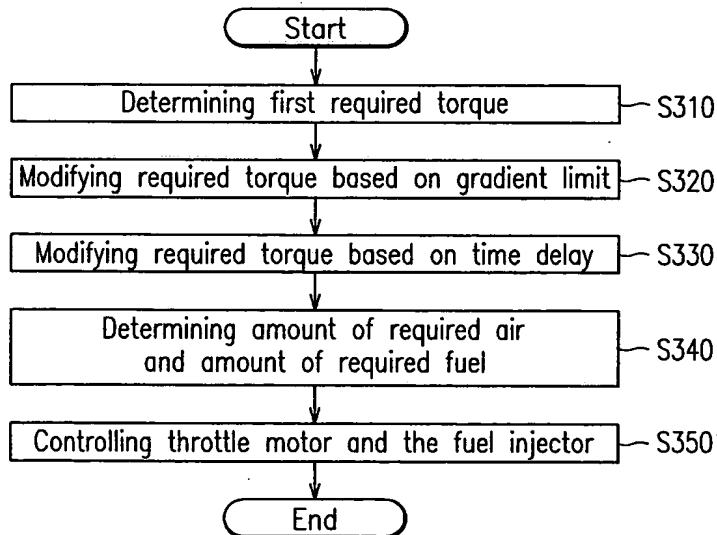 Start
Determining first required torque
S310
Modifying required torque based on gradient limit
S320
Modifying required torque based on time delay
S330
Determining amount of required air
and amount of required fuel
S340
Controlling throttle motor and the fuel injector
S350
End